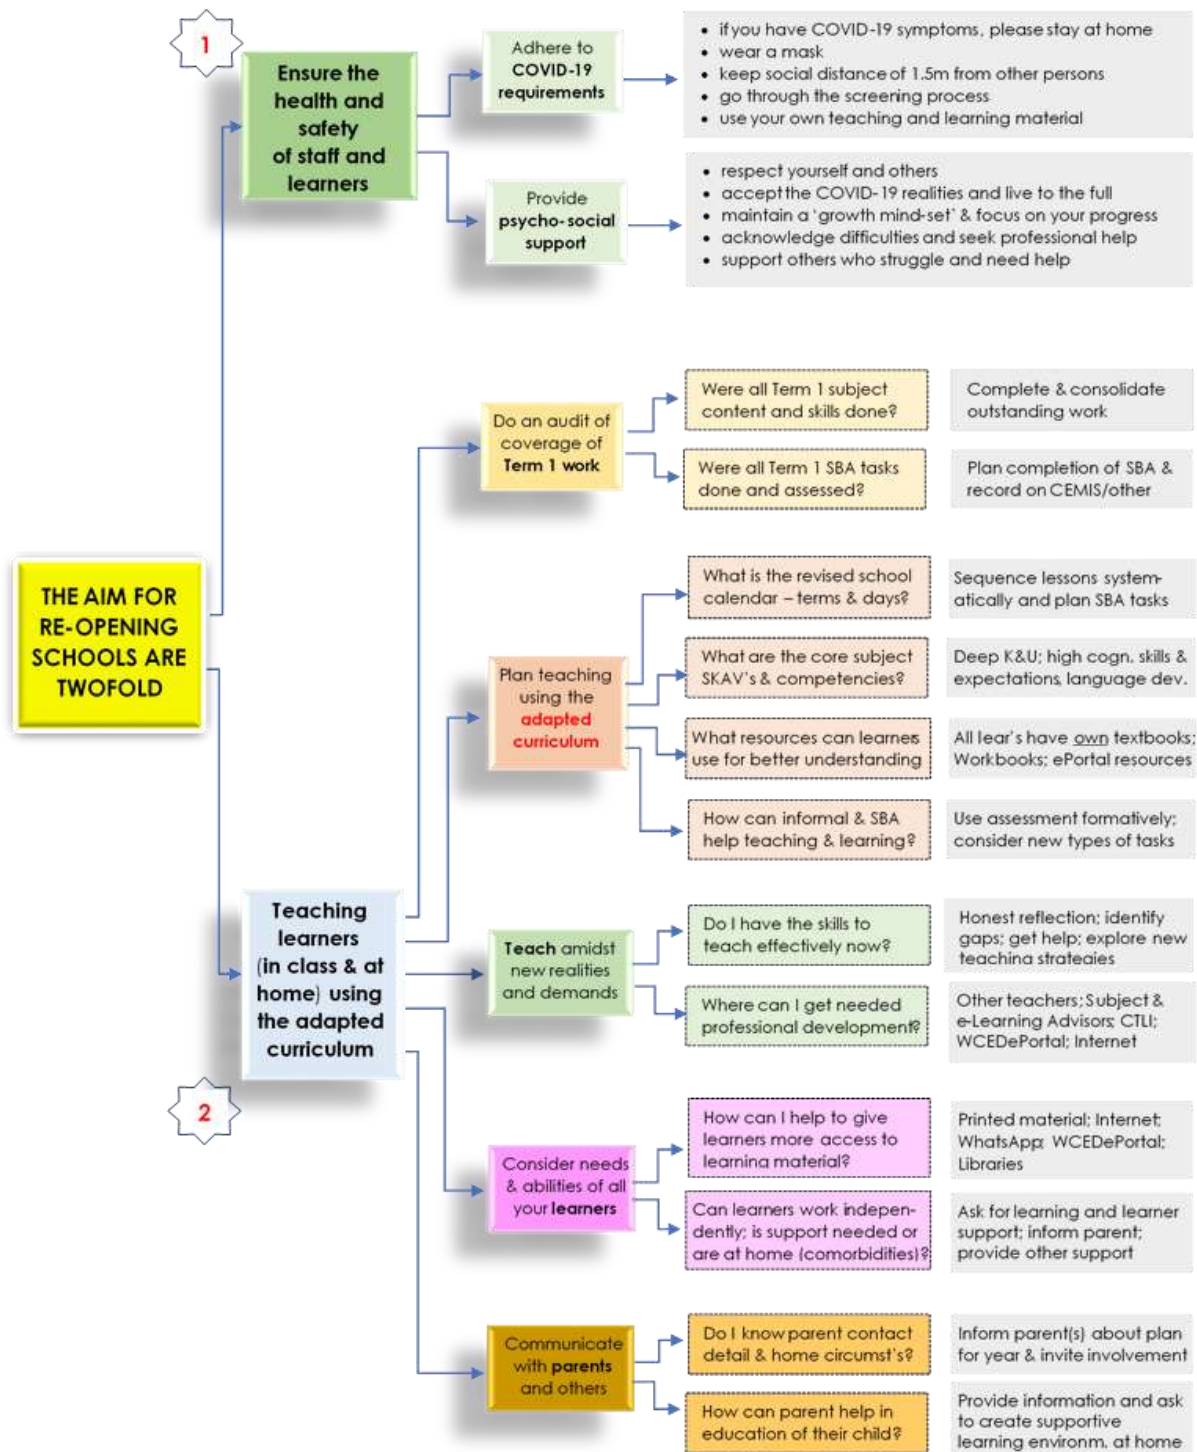 1
Ensure the
health and
safety
of staff and
learners
Adhere to
COVID-19
requirements
• if you have COVID-19 symptoms, please stay at home
• wear a mask
• keep social distance of 1.5m from other persons
• go through the screening process
• use your own teaching and learning material
Provide
psycho-social
support
• respect yourself and others
• accept the COVID-19 realities and live to the full
• maintain a 'growth mind-set' & focus on your progress
• acknowledge difficulties and seek professional help
• support others who struggle and need help
THE AIM FOR
RE-OPENING
SCHOOLS ARE
TWOFOLD
2
Teaching
learners
(in class & at
home) using
the adapted
curriculum
Do an audit of
coverage of
Term 1 work
Were all Term 1 subject
content and skills done?
Complete & consolidate
outstanding work
Were all Term 1 SBA tasks
done and assessed?
Plan completion of SBA &
record on CEMIS/other
Plan teaching
using the
adapted
curriculum
What is the revised school
calendar – terms & days?
Sequence lessons system-
atically and plan SBA tasks
What are the core subject
SKAV's & competencies?
Deep K&U; high cogn. skills &
expectations, language dev.
What resources can learners
use for better understanding
All lear's have own textbooks;
Workbooks; ePortal resources
How can informal & SBA
help teaching & learning?
Use assessment formatively;
consider new types of tasks
Teach amidst
new realities
and demands
Do I have the skills to
teach effectively now?
Honest reflection; identify
gaps; get help; explore new
teaching strategies
Where can I get needed
professional development?
Other teachers; Subject &
e-Learning Advisors; CTLI;
WCEDePortal; Internet
Consider needs
& abilities of all
your learners
How can I help to give
learners more access to
learning material?
Printed material; Internet;
WhatsApp; WCEDePortal;
Libraries
Can learners work indepen-
dently; is support needed or
are at home (comorbidities)?
Ask for learning and learner
support; inform parent;
provide other support
Communicate
with parents
and others
Do I know parent contact
detail & home circumst's?
Inform parent(s) about plan
for year & invite involvement
How can parent help in
education of their child?
Provide information and ask
to create supportive
learning environm. at home